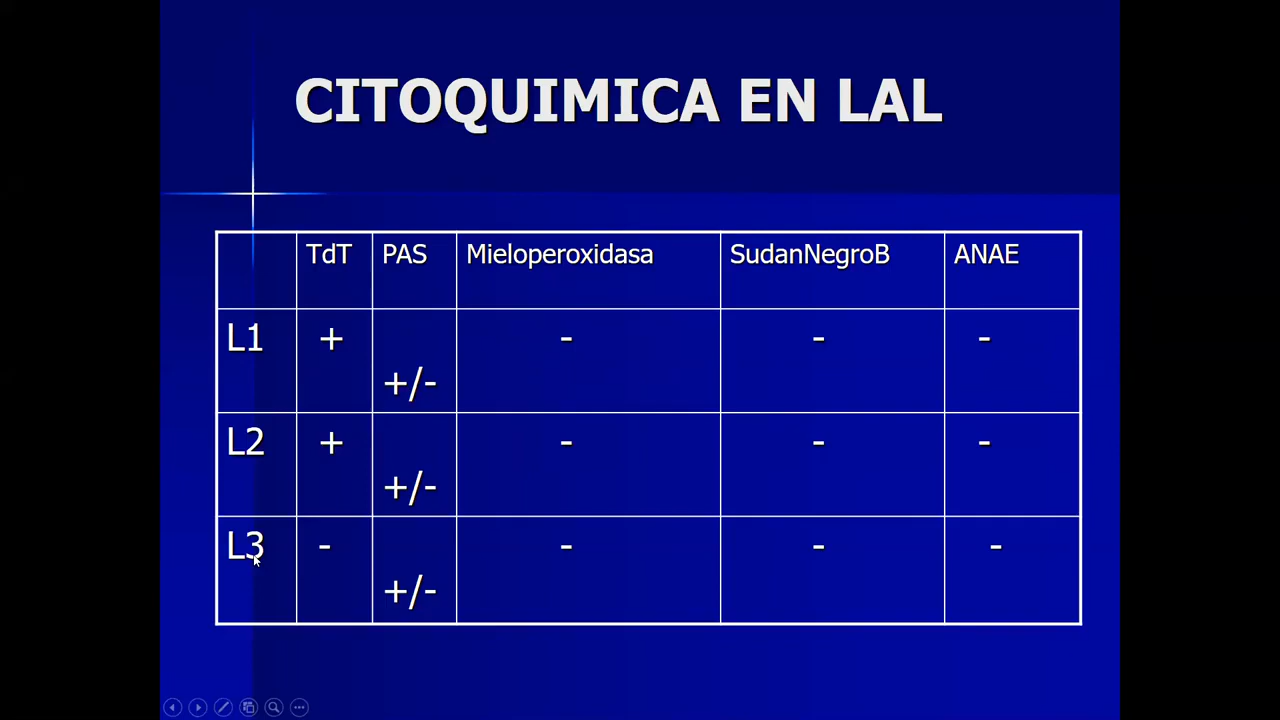 CITOQUIMICA EN LAL
TdT PAS Mieloperoxidasa SudanNegroB ANAE
L1 + +/- - - -
L2 + +/- - - -
L3 - +/- - - -